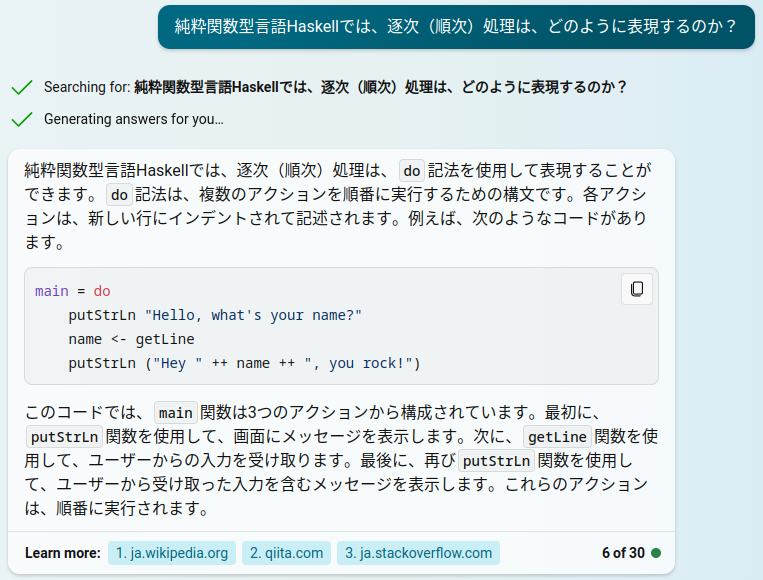 純粋関数型言語Haskellでは、逐次（順次）処理は、どのように表現するのか？
Searching for: 純粋関数型言語Haskellでは、逐次（順次）処理は、どのように表現するのか？
Generating answers for you…
純粋関数型言語Haskellでは、逐次（順次）処理は、 do 記法を使用して表現することが
できます。 do 記法は、複数のアクションを順番に実行するための構文です。各アクシ
ョンは、新しい行にインデントされて記述されます。例えば、次のようなコードがあり
ます。
main = do
    putStrLn "Hello, what's your name?"
    name <- getLine
    putStrLn ("Hey " ++ name ++ ", you rock!")
このコードでは、 main 関数は3つのアクションから構成されています。最初に、
putStrLn 関数を使用して、画面にメッセージを表示します。次に、 getLine 関数を使
用して、ユーザーからの入力を受け取ります。最後に、再び putStrLn 関数を使用し
て、ユーザーから受け取った入力を含むメッセージを表示します。これらのアクション
は、順番に実行されます。
Learn more: 1. ja.wikipedia.org 2. qiita.com 3. ja.stackoverflow.com 6 of 30